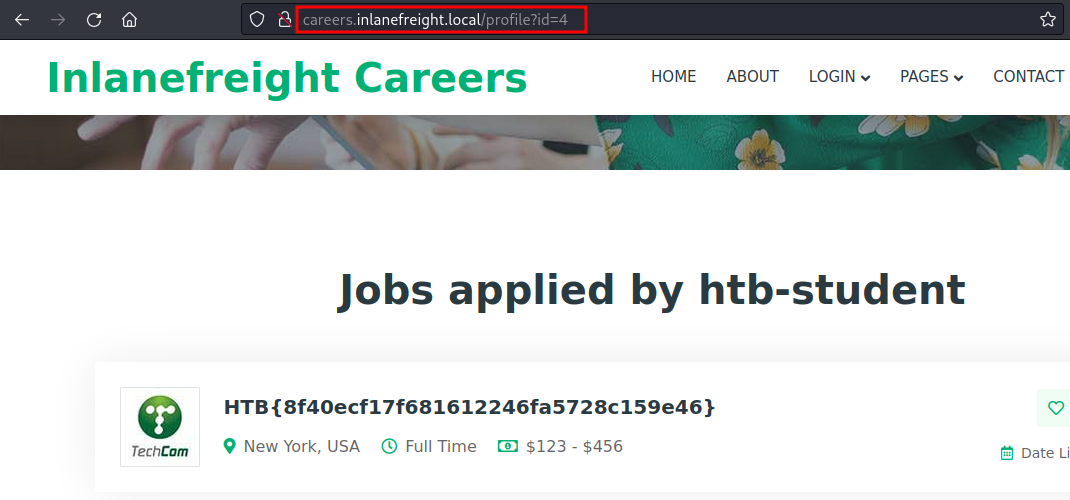 careers.inlanefreight.local/profile?id=4
Inlanefreight Careers HOME ABOUT LOGIN PAGES CONTACT
Jobs applied by htb-student
HTB{8f40ecf17f681612246fa5728c159e46}
TechCom
New York, USA Full Time $123 - $456
Date Li